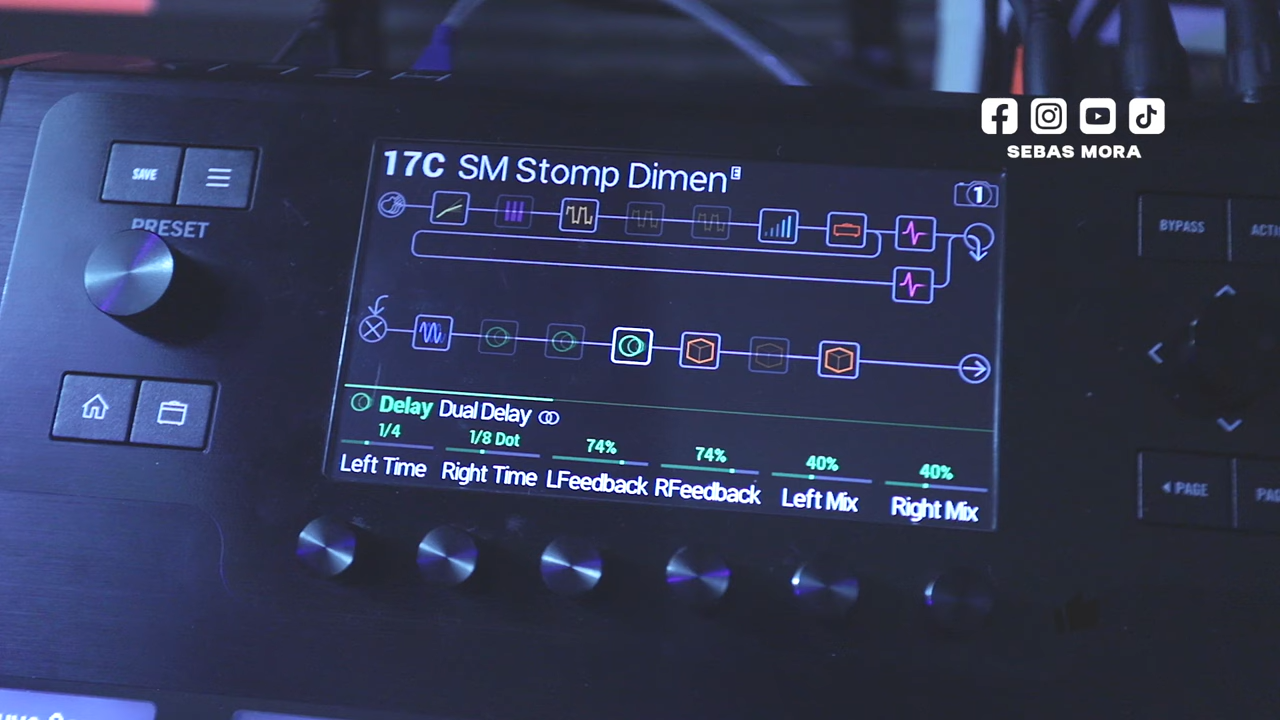 SEBAS MORA
SAVE
PRESET
17C SM Stomp Dimen E
1
BYPASS
Delay Dual Delay
1/4 1/8 Dot 74% 74% 40% 40%
Left Time Right Time LFeedback RFeedback Left Mix Right Mix
PAGE